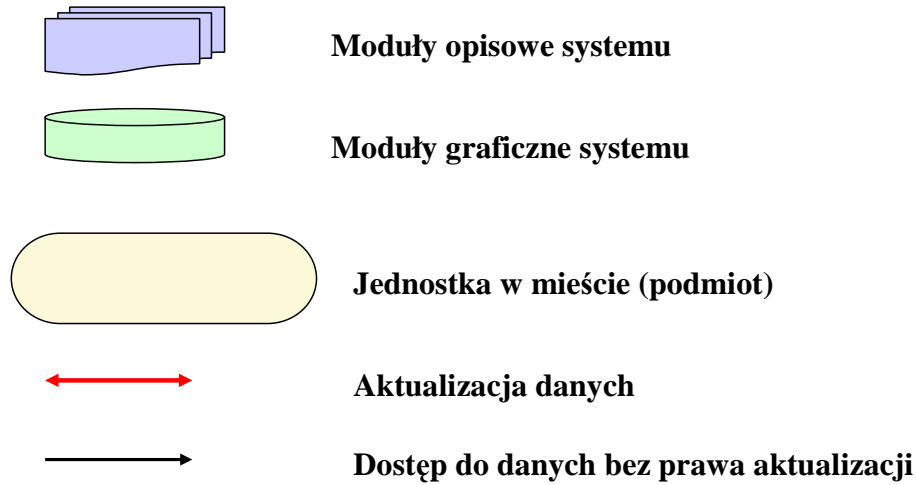 Moduły opisowe systemu
Moduły graficzne systemu
Jednostka w mieście (podmiot)
Aktualizacja danych
Dostęp do danych bez prawa aktualizacji